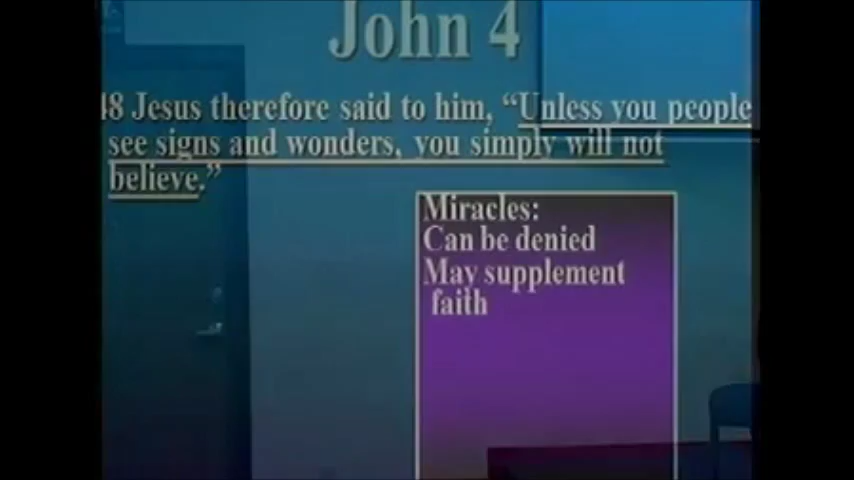 John 4
48 Jesus therefore said to him, “Unless you people
see signs and wonders, you simply will not
believe.”
Miracles:
Can be denied
May supplement
faith